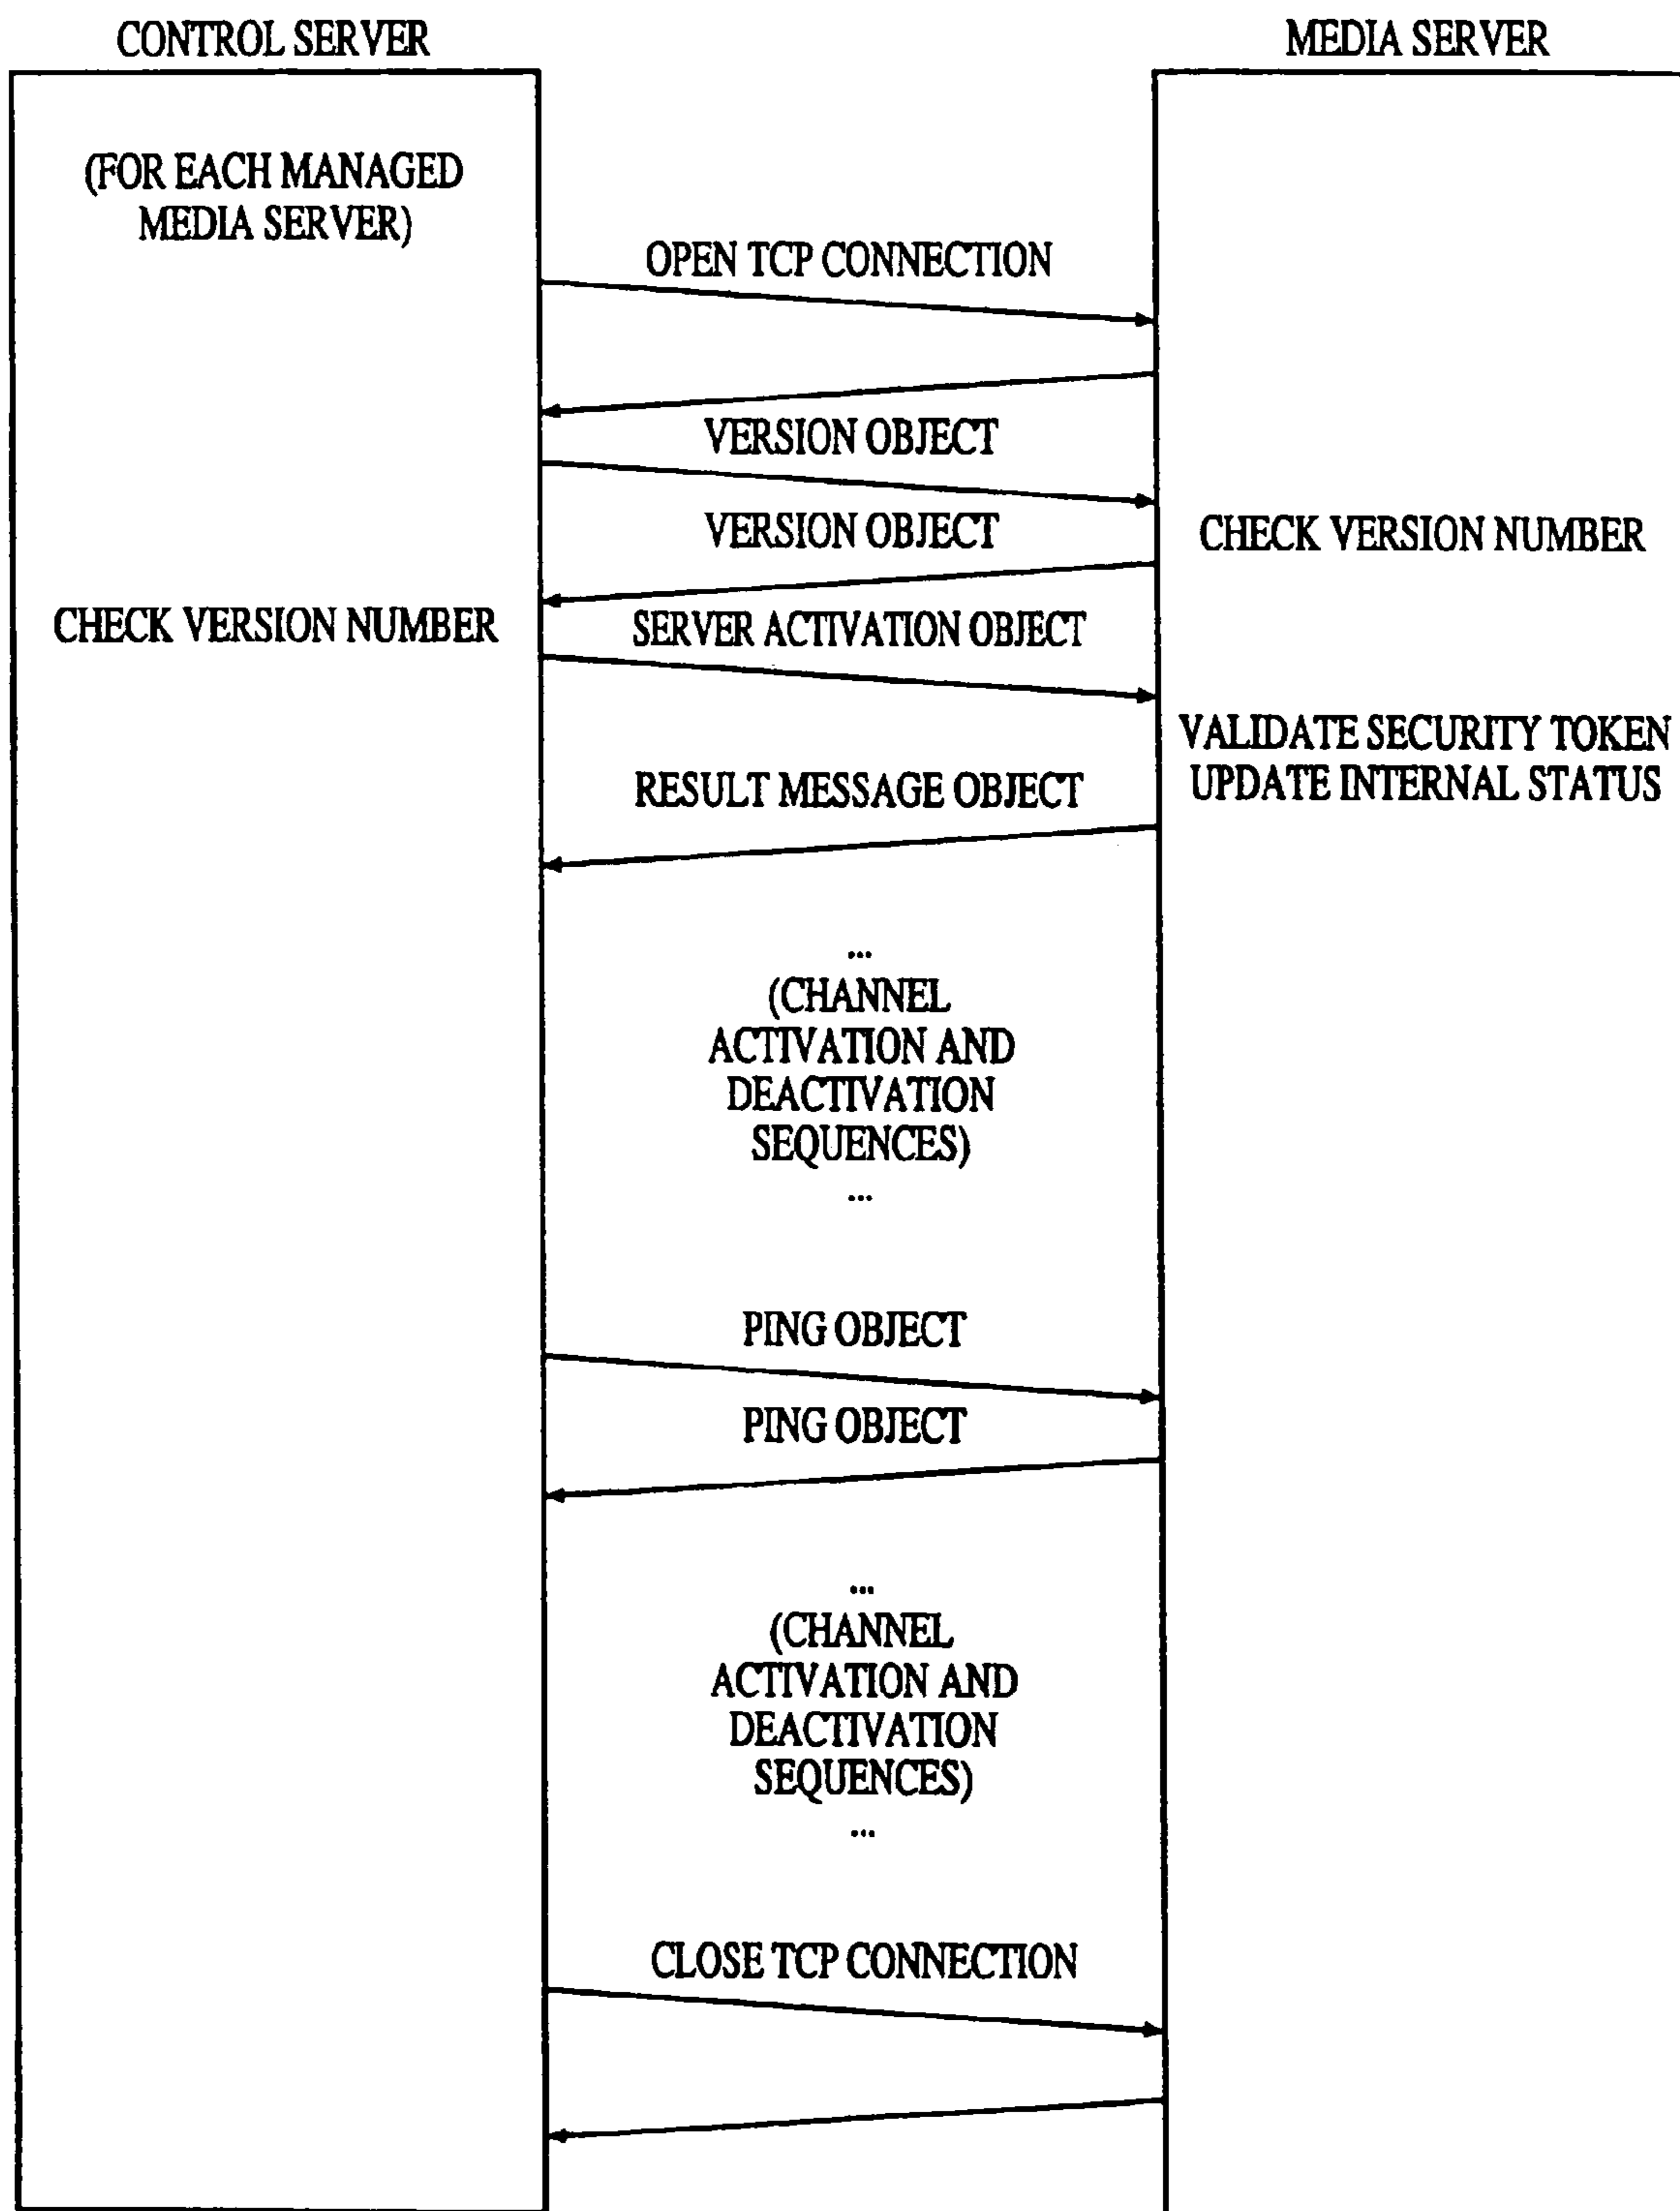 CONTROL SERVER
MEDIA SERVER
(FOR EACH MANAGED
MEDIA SERVER)
OPEN TCP CONNECTION
VERSION OBJECT
VERSION OBJECT
CHECK VERSION NUMBER
CHECK VERSION NUMBER
SERVER ACTIVATION OBJECT
VALIDATE SECURITY TOKEN
UPDATE INTERNAL STATUS
RESULT MESSAGE OBJECT
...
(CHANNEL
ACTIVATION AND
DEACTIVATION
SEQUENCES)
...
PING OBJECT
PING OBJECT
...
(CHANNEL
ACTIVATION AND
DEACTIVATION
SEQUENCES)
...
CLOSE TCP CONNECTION